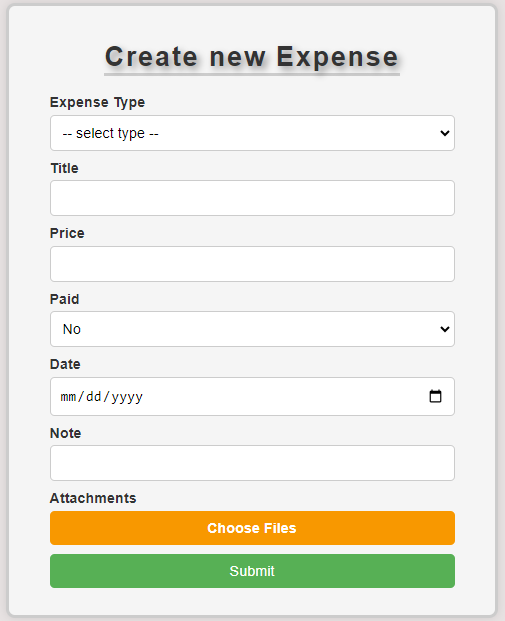 Create new Expense
Expense Type
-- select type --
Title
Price
Paid
No
Date
mm/dd/yyyy
Note
Attachments
Choose Files
Submit